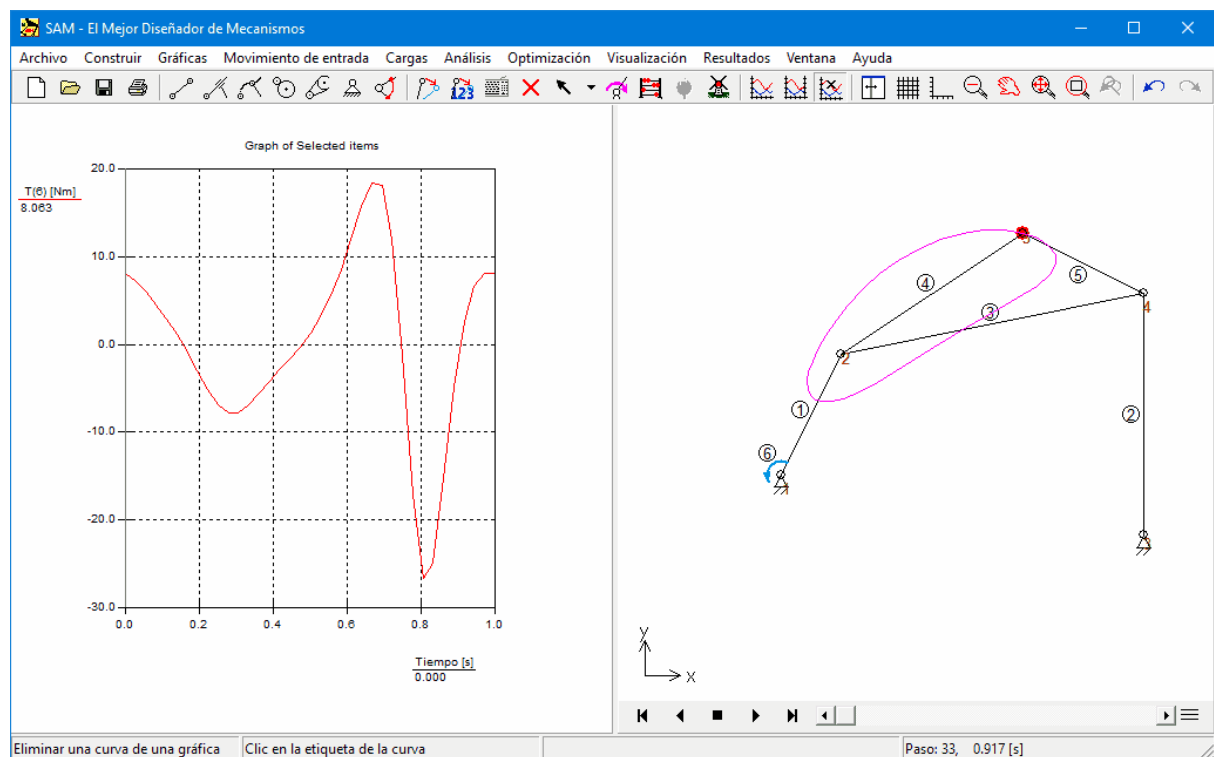 SAM - El Mejor Diseñador de Mecanismos
Archivo Construir Gráficas Movimiento de entrada Cargas Análisis Optimización Visualización Resultados Ventana Ayuda
123
Graph of Selected items
T(6) [Nm]
8.063
20.0
10.0
0.0
-10.0
-20.0
-30.0
0.0 0.2 0.4 0.6 0.8 1.0
Tiempo [s]
0.000
5
4
5
3
4
2
1
2
6
1
3
y
x
Eliminar una curva de una gráfica Clic en la etiqueta de la curva Paso: 33, 0.917 [s]